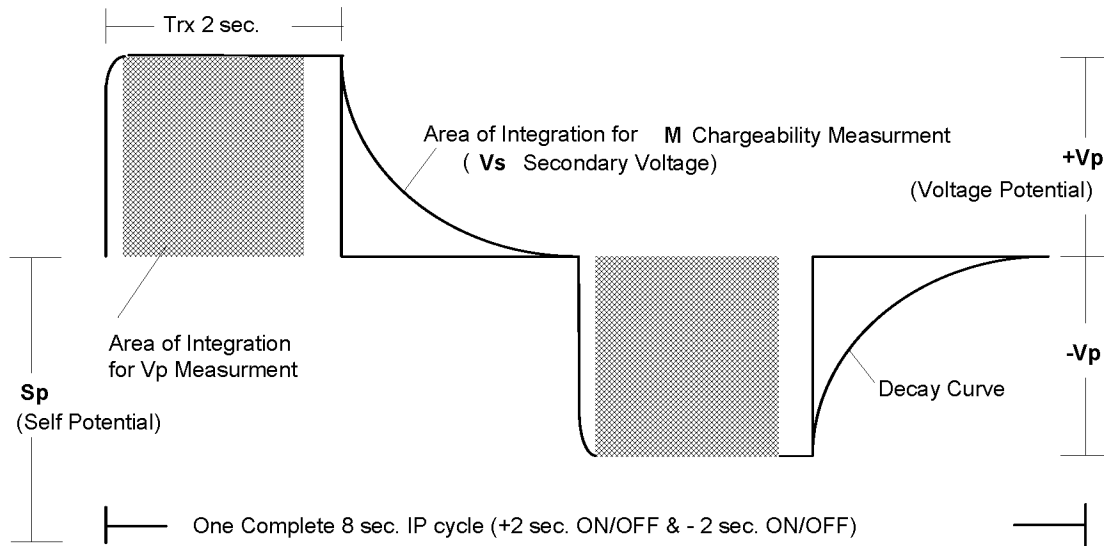 Trx 2 sec.
Area of Integration for M Chargeability Measurment
( Vs Secondary Voltage)
+Vp
(Voltage Potential)
Area of Integration
for Vp Measurment
-Vp
Sp
(Self Potential)
Decay Curve
One Complete 8 sec. IP cycle (+2 sec. ON/OFF & - 2 sec. ON/OFF)